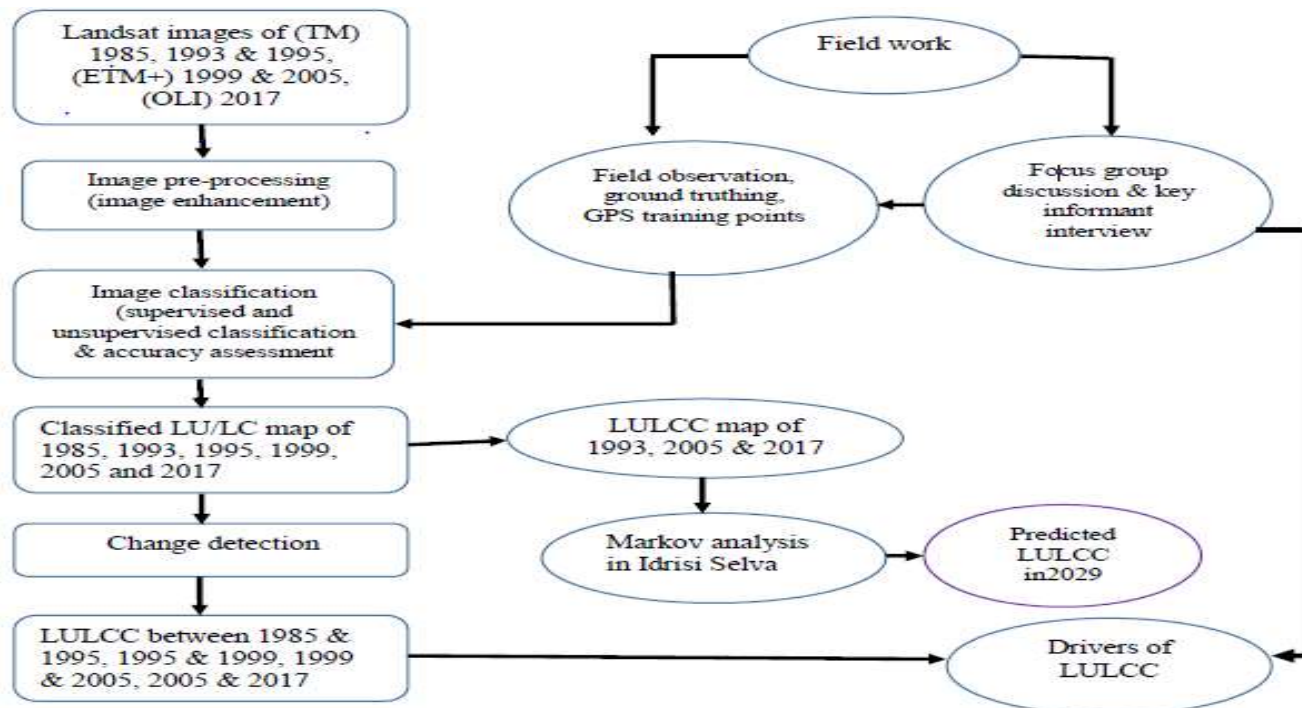 Landsat images of (TM)
1985, 1993 & 1995,
(ETM+) 1999 & 2005,
(OLI) 2017
Field work
Image pre-processing
(image enhancement)
Field observation,
ground truthing,
GPS training points
Focus group
discussion & key
informant
interview
Image classification
(supervised and
unsupervised classification
& accuracy assessment
Classified LU/LC map of
1985, 1993, 1995, 1999,
2005 and 2017
LULCC map of
1993, 2005 & 2017
Change detection
Markov analysis
in Idrisi Selva
Predicted
LULCC
in2029
LULCC between 1985 &
1995, 1995 & 1999, 1999
& 2005, 2005 & 2017
Drivers of
LULCC